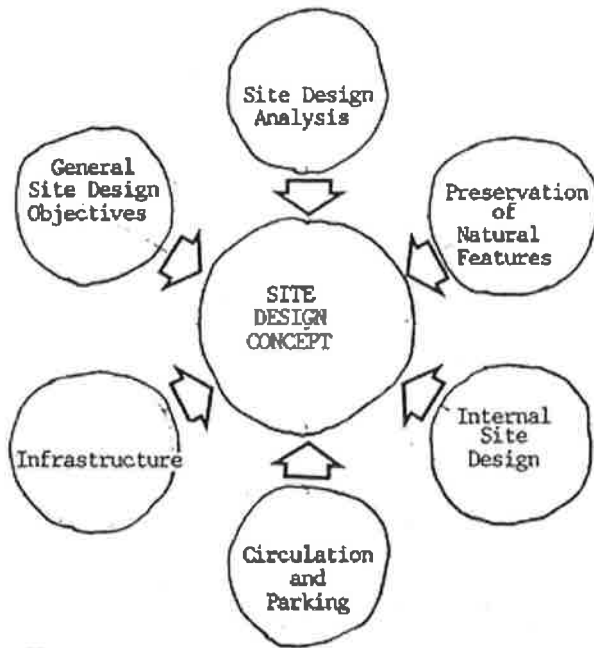 Site Design
Analysis
General
Site Design
Objectives
Preservation
of
Natural
Features
SITE
DESIGN
CONCEPT
Infrastructure
Internal
Site
Design
Circulation
and
Parking